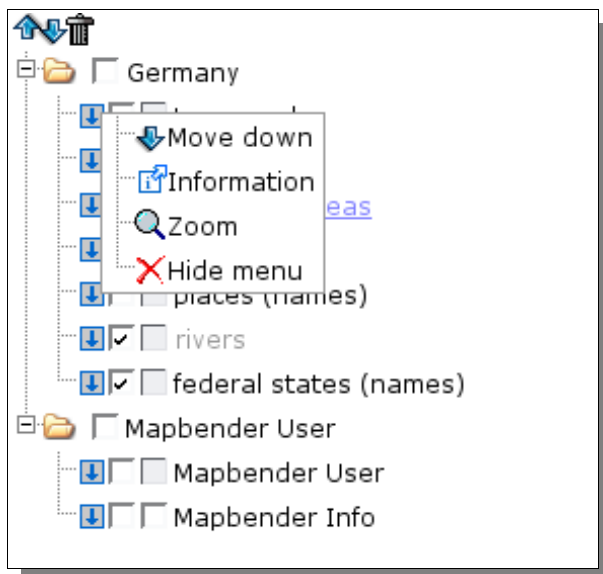 Germany
Move down
Information
eas
Zoom
Hide menu
places (names)
rivers
federal states (names)
Mapbender User
Mapbender User
Mapbender Info